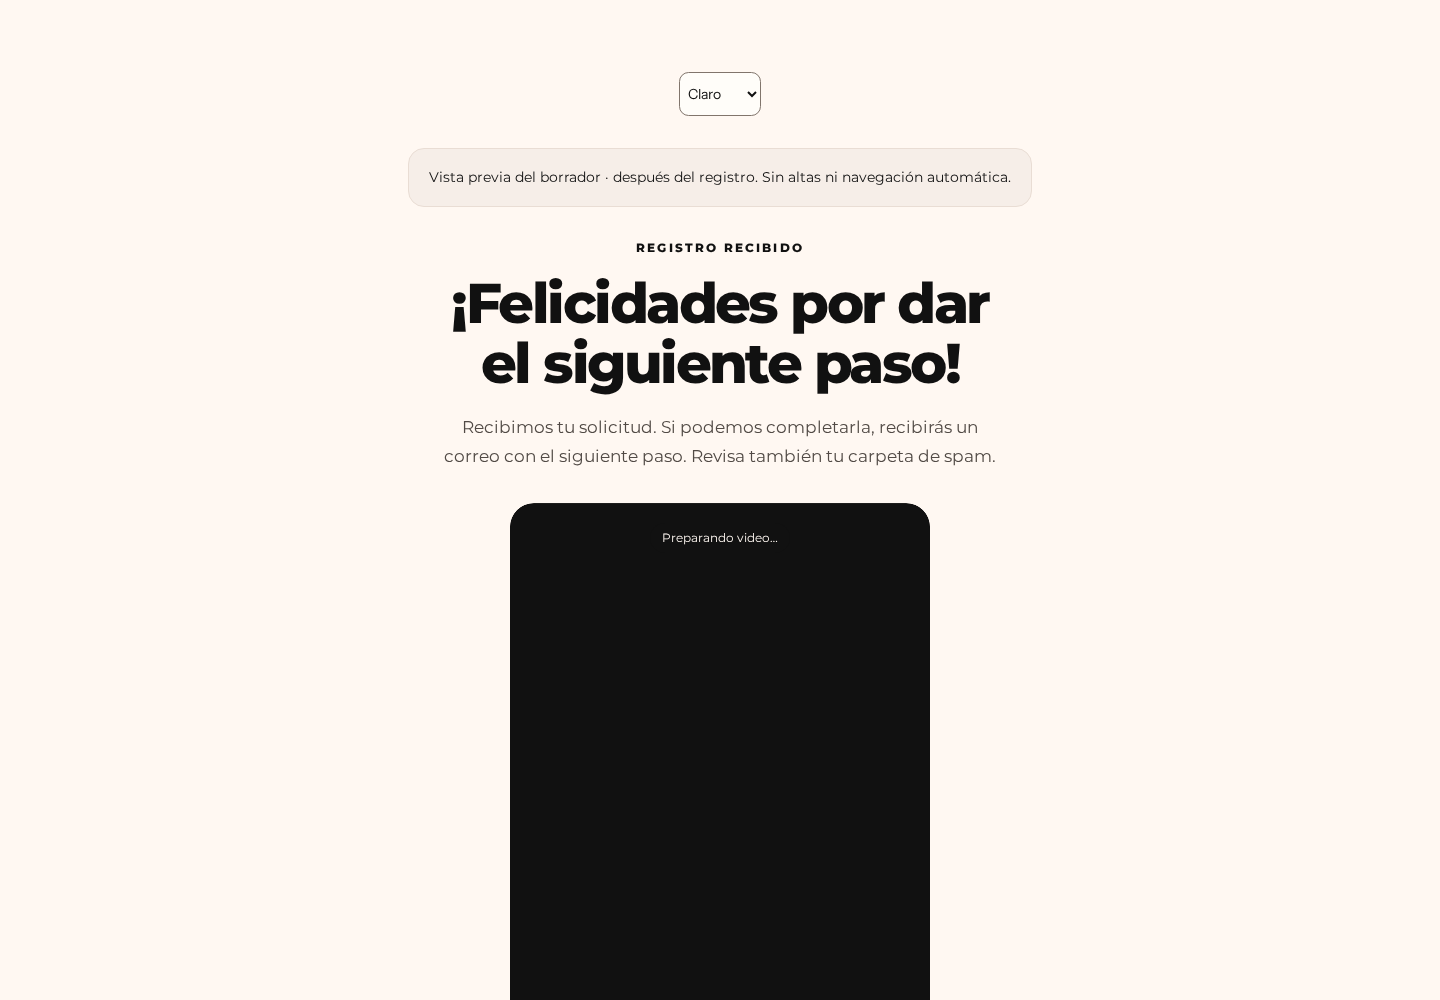 Claro
Vista previa del borrador · después del registro. Sin altas ni navegación automática.
REGISTRO RECIBIDO
¡Felicidades por dar
el siguiente paso!
Recibimos tu solicitud. Si podemos completarla, recibirás un
correo con el siguiente paso. Revisa también tu carpeta de spam.
Preparando video…